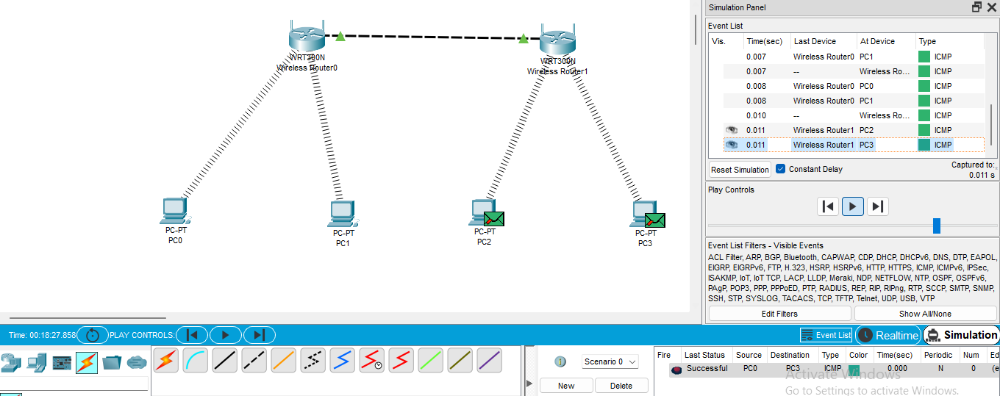 WRT300N
Wireless Router0
WRT300N
Wireless Router1
PC-PT
PC0
PC-PT
PC1
PC-PT
PC2
PC-PT
PC3
Simulation Panel
Event List
Vis. Time(sec) Last Device At Device Type
0.007 Wireless Router0 PC1 ICMP
0.007 -- Wireless Ro... ICMP
0.008 Wireless Router0 PC0 ICMP
0.008 Wireless Router0 PC1 ICMP
0.010 -- Wireless Ro... ICMP
0.011 Wireless Router1 PC2 ICMP
0.011 Wireless Router1 PC3 ICMP
Reset Simulation Constant Delay Captured to:
0.011 s
Play Controls
Event List Filters - Visible Events
ACL Filter, ARP, BGP, Bluetooth, CAPWAP, CDP, DHCP, DHCPv6, DNS, DTP, EAPOL,
EIGRP, EIGRPv6, FTP, H.323, HSRP, HSRPv6, HTTP, HTTPS, ICMP, ICMPv6, IPSec,
ISAKMP, IoT, IoT TCP, LACP, LLDP, Meraki, NDP, NETFLOW, NTP, OSPF, OSPFv6,
PAgP, POP3, PPP, PPPoED, PTP, RADIUS, REP, RIP, RIPng, RTP, SCCP, SMTP, SNMP,
SSH, STP, SYSLOG, TACACS, TCP, TFTP, Telnet, UDP, USB, VTP
Edit Filters Show All/None
Time: 00:18:27.858 PLAY CONTROLS: Event List Realtime Simulation
Scenario 0
New Delete
Fire Last Status Source Destination Type Color Time(sec) Periodic Num Ed
Successful PC0 PC3 ICMP 0.000 N 0 (e
Activate Windows
Go to Settings to activate Windows.